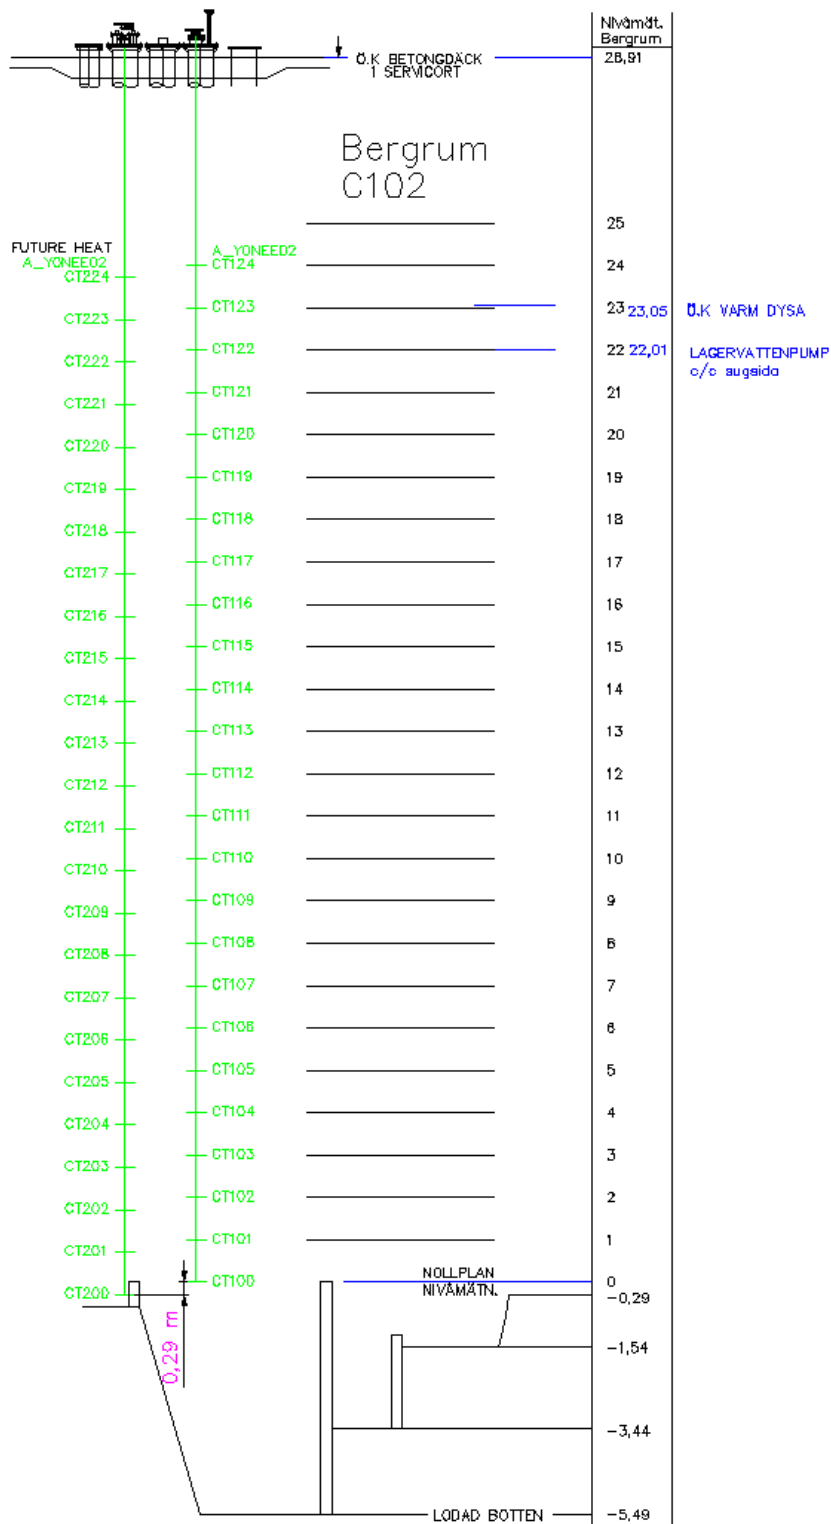 Nivåmät.
Bergrum
Ö.K BETONGDÄCK
1 SERVICORT
28,91
Bergrum
C102
25
FUTURE HEAT
A_YONEE02
A_YONEED2
CT224
CT124
24
CT223
CT123
23
23,05
Ö.K VARM DYSA
CT222
CT122
22
22,01
LAGERVATTENPUMP
c/c sugsida
CT221
CT121
21
CT220
CT120
20
CT219
CT119
19
CT218
CT118
18
CT217
CT117
17
CT216
CT116
16
CT215
CT115
15
CT214
CT114
14
CT213
CT113
13
CT212
CT112
12
CT211
CT111
11
CT210
CT110
10
CT209
CT109
9
CT208
CT108
8
CT207
CT107
7
CT206
CT106
6
CT205
CT105
5
CT204
CT104
4
CT203
CT103
3
CT202
CT102
2
CT201
CT101
1
CT200
CT100
NOLLPLAN
NIVÅMÄTN.
0
-0,29
0,29 m
-1,54
-3,44
LODAD BOTTEN
-5,49